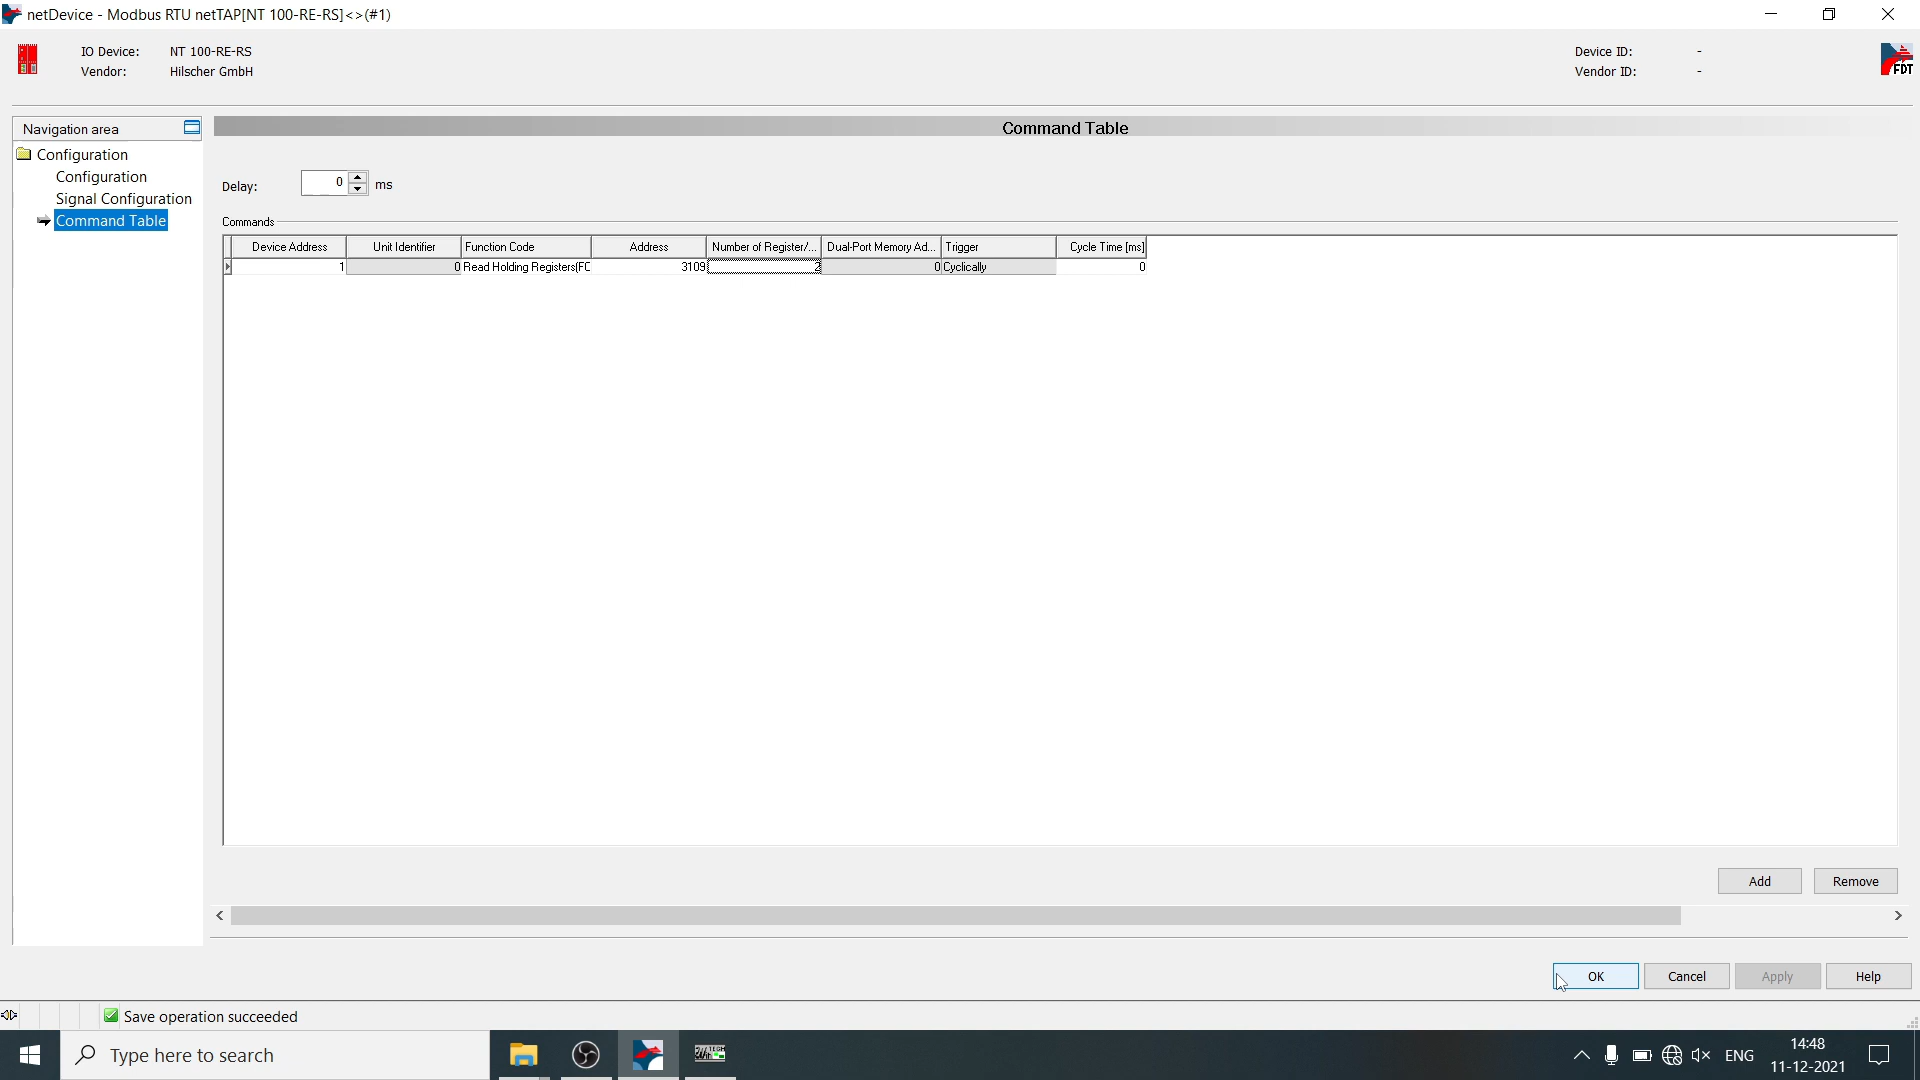 netDevice - Modbus RTU netTAP[NT 100-RE-RS]<>(#1)
IO Device: NT 100-RE-RS Device ID: -
Vendor: Hilscher GmbH Vendor ID: -
FDT
Navigation area
Command Table
Configuration
Configuration
Signal Configuration
Command Table
Delay: 0 ms
Commands
Device Address Unit Identifier Function Code Address Number of Register/... Dual-Port Memory Ad... Trigger Cycle Time [ms]
1 0 Read Holding Registers(FC 3109 2 0 Cyclically 0
Add Remove
OK Cancel Apply Help
Save operation succeeded
Type here to search
ENG
14:48
11-12-2021